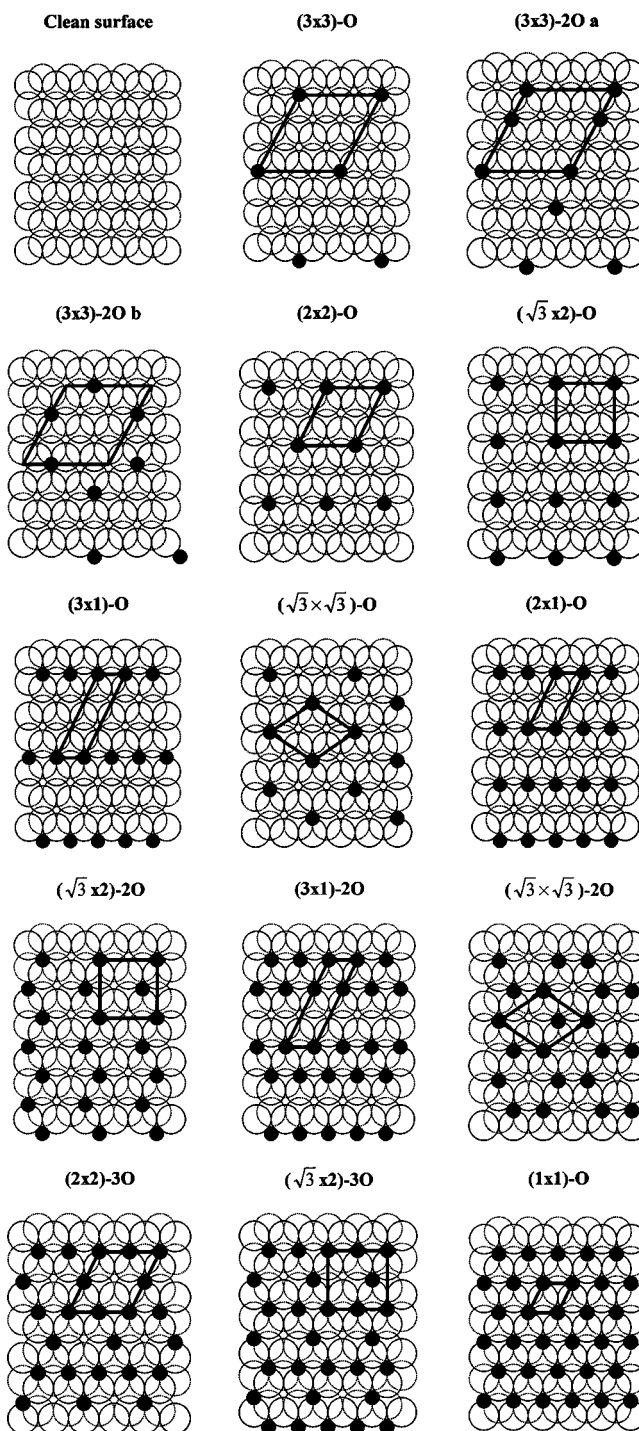 Clean surface
(3x3)-O
(3x3)-2O a
(3x3)-2O b
(2x2)-O
(√3 x2)-O
(3x1)-O
(√3 × √3)-O
(2x1)-O
(√3 x2)-2O
(3x1)-2O
(√3 × √3)-2O
(2x2)-3O
(√3 x2)-3O
(1x1)-O